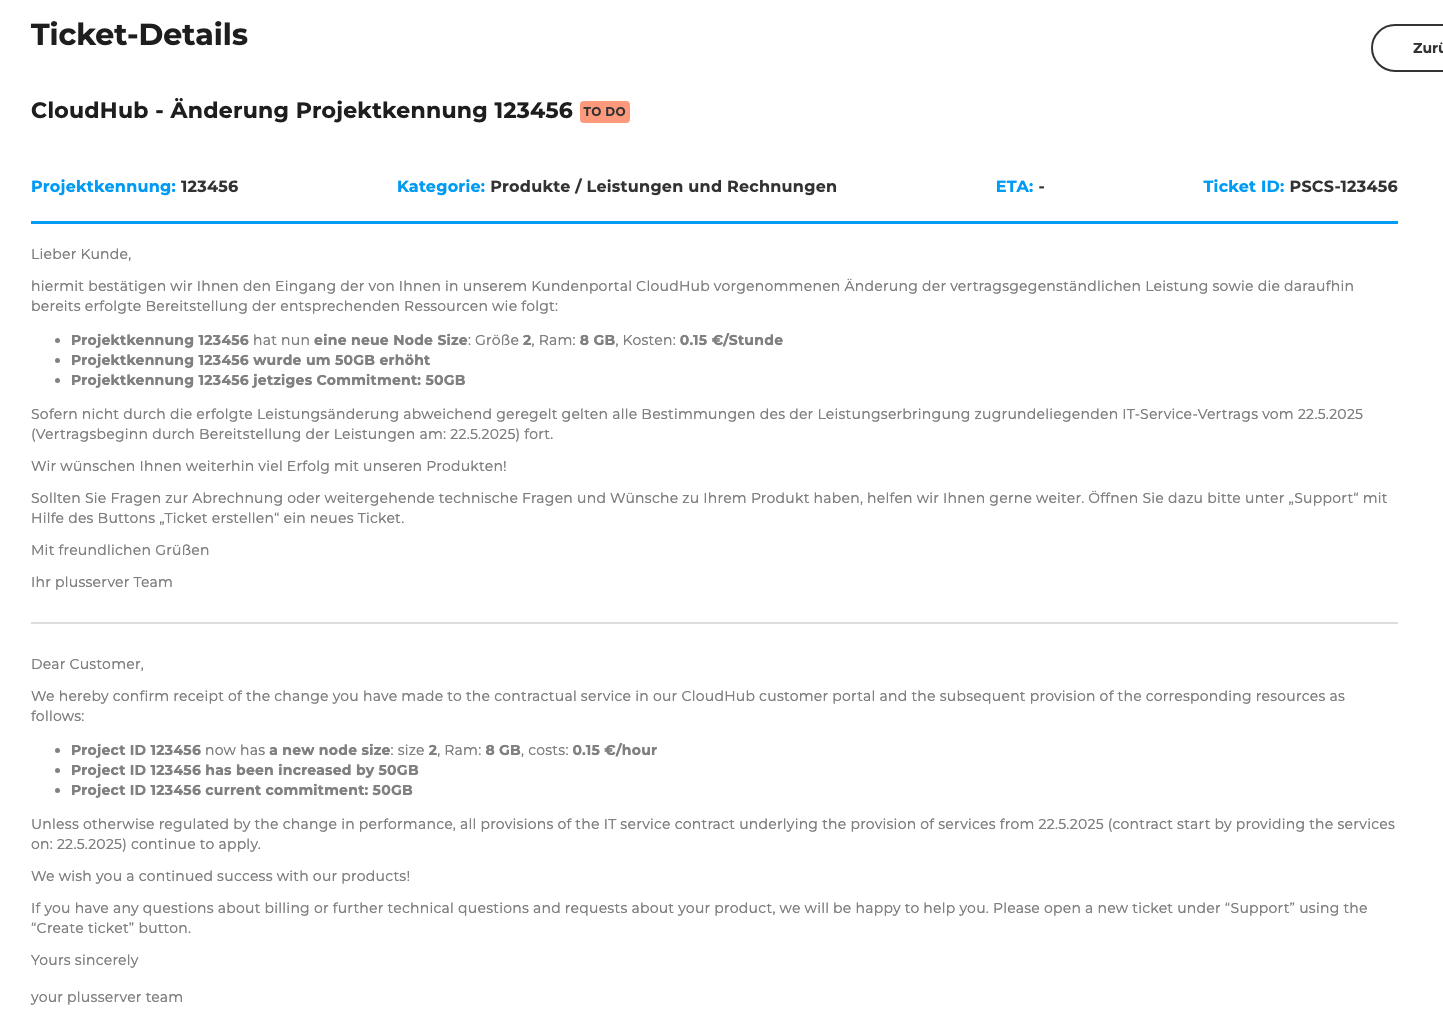 Ticket-Details
Zurü
CloudHub - Änderung Projektkennung 123456 TO DO
Projektkennung: 123456 Kategorie: Produkte / Leistungen und Rechnungen ETA: - Ticket ID: PSCS-123456
Lieber Kunde,
hiermit bestätigen wir Ihnen den Eingang der von Ihnen in unserem Kundenportal CloudHub vorgenommenen Änderung der vertragsgegenständlichen Leistung sowie die daraufhin
bereits erfolgte Bereitstellung der entsprechenden Ressourcen wie folgt:
• Projektkennung 123456 hat nun eine neue Node Size: Größe 2, Ram: 8 GB, Kosten: 0.15 €/Stunde
• Projektkennung 123456 wurde um 50GB erhöht
• Projektkennung 123456 jetziges Commitment: 50GB
Sofern nicht durch die erfolgte Leistungsänderung abweichend geregelt gelten alle Bestimmungen des der Leistungserbringung zugrundeliegenden IT-Service-Vertrags vom 22.5.2025
(Vertragsbeginn durch Bereitstellung der Leistungen am: 22.5.2025) fort.
Wir wünschen Ihnen weiterhin viel Erfolg mit unseren Produkten!
Sollten Sie Fragen zur Abrechnung oder weitergehende technische Fragen und Wünsche zu Ihrem Produkt haben, helfen wir Ihnen gerne weiter. Öffnen Sie dazu bitte unter „Support“ mit
Hilfe des Buttons „Ticket erstellen“ ein neues Ticket.
Mit freundlichen Grüßen
Ihr plusserver Team
Dear Customer,
We hereby confirm receipt of the change you have made to the contractual service in our CloudHub customer portal and the subsequent provision of the corresponding resources as
follows:
• Project ID 123456 now has a new node size: size 2, Ram: 8 GB, costs: 0.15 €/hour
• Project ID 123456 has been increased by 50GB
• Project ID 123456 current commitment: 50GB
Unless otherwise regulated by the change in performance, all provisions of the IT service contract underlying the provision of services from 22.5.2025 (contract start by providing the services
on: 22.5.2025) continue to apply.
We wish you a continued success with our products!
If you have any questions about billing or further technical questions and requests about your product, we will be happy to help you. Please open a new ticket under “Support” using the
“Create ticket” button.
Yours sincerely
your plusserver team